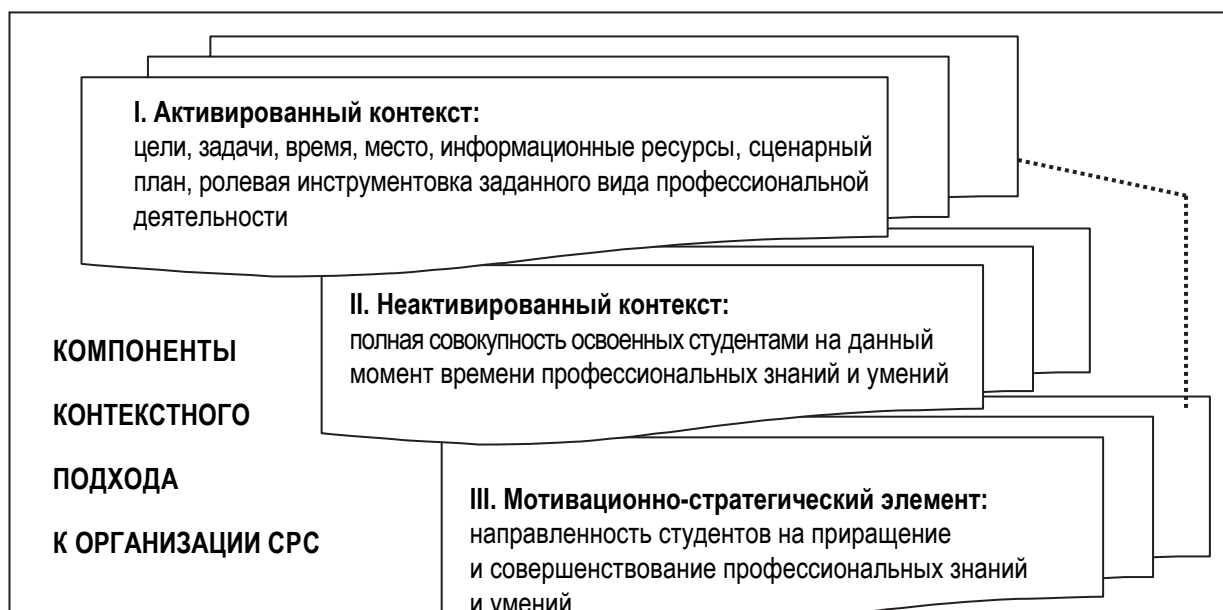 I. Активированный контекст:
цели, задачи, время, место, информационные ресурсы, сценарный
план, ролевая инструментовка заданного вида профессиональной
деятельности
II. Неактивированный контекст:
полная совокупность освоенных студентами на данный
момент времени профессиональных знаний и умений
КОМПОНЕНТЫ
КОНТЕКСТНОГО
ПОДХОДА
К ОРГАНИЗАЦИИ СРС
III. Мотивационно-стратегический элемент:
направленность студентов на приращение
и совершенствование профессиональных знаний
и умений